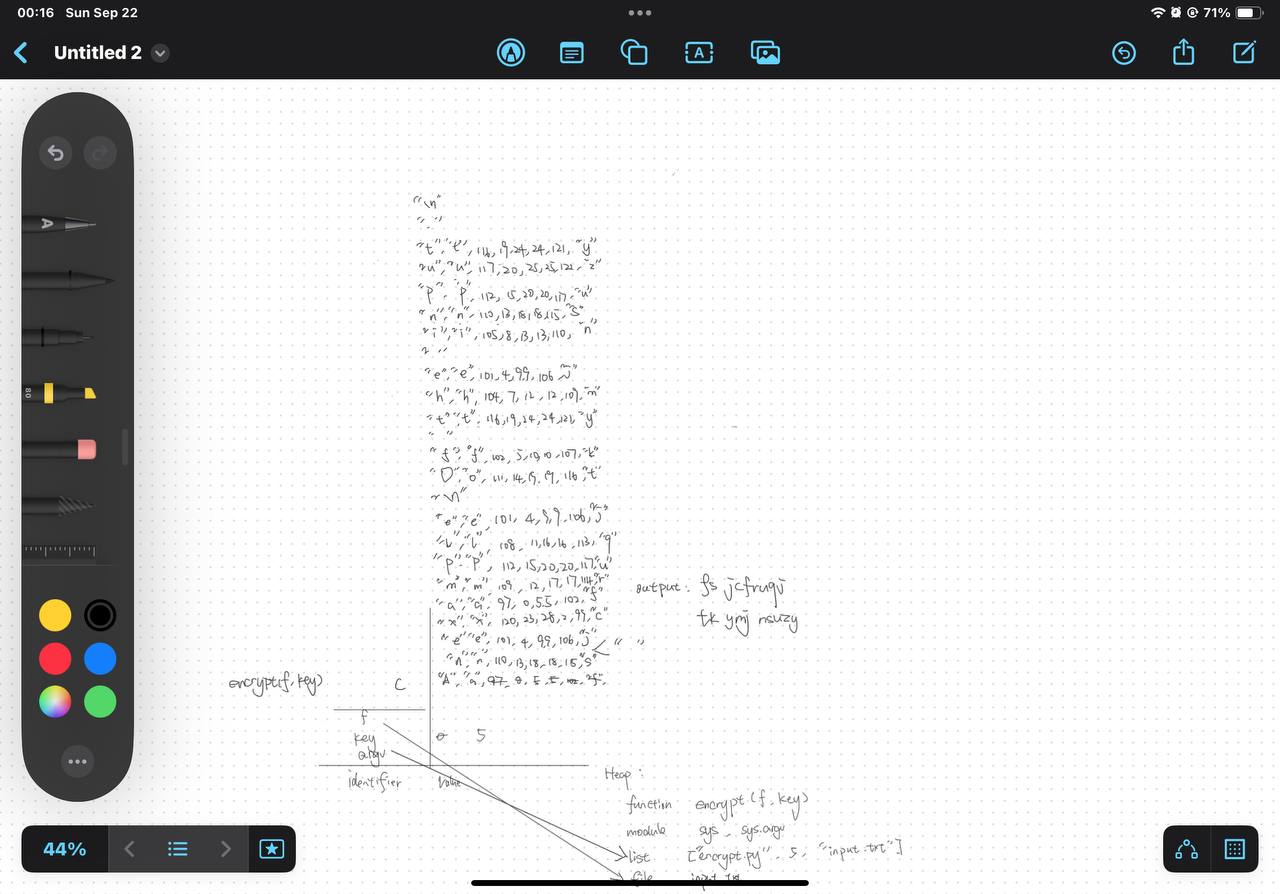 00:16 Sun Sep 22
71%
Untitled 2
"\n"
" "
"t", "t", 116, 19, 24, 24, 121, "y"
"u", "u", 117, 20, 25, 25, 122, "z"
"p", "p", 112, 15, 20, 20, 117, "u"
"n", "n", 110, 13, 18, 18, 115, "s"
"i", "i", 105, 8, 13, 13, 110, "n"
" "
"e", "e", 101, 4, 9, 9, 106, "j"
"h", "h", 104, 7, 12, 12, 109, "m"
"t", "t", 116, 19, 24, 24, 121, "y"
" "
"f", "f", 102, 5, 10, 10, 107, "k"
"O", "o", 111, 14, 19, 19, 116, "t"
"\n"
"e", "e", 101, 4, 9, 9, 106, "j"
"l", "l", 108, 11, 16, 16, 113, "q"
"p", "p", 112, 15, 20, 20, 117, "u"
"m", "m", 109, 12, 17, 17, 114, "r"
"a", "a", 97, 0, 5, 5, 102, "f"
output: fs jcfruqj
"x", "x", 120, 23, 28, 2, 99, "c"
tk ymj nsuzy
"e", "e", 101, 4, 9, 9, 106, "j"
" "
"n", "n", 110, 13, 18, 18, 115, "s"
"A", "a", 97, 0, 5, 5, 102, "f",
encrypt(f, key)
C
f
key
5
argv
identifier
Value
Heap:
function encrypt (f, key)
module sys, sys.argv
list ["encrypt.py", 5, "input.txt"]
file input.txt
44%